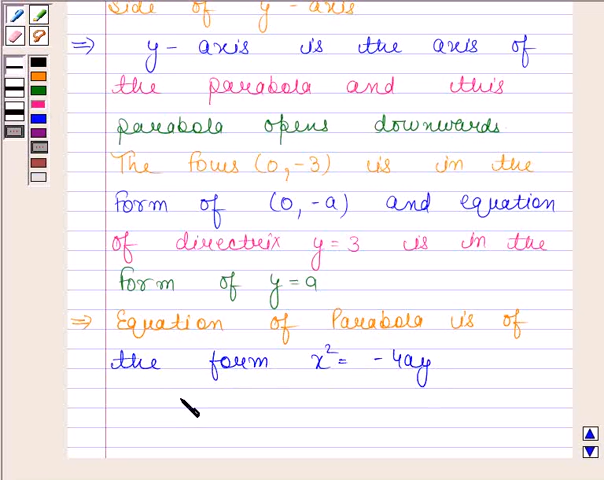 side of y-axis
⇒ y-axis is the axis of
the parabola and this
parabola opens downwards.
The focus (0, -3) is in the
form of (0, -a) and equation
of directrix y = 3 is in the
form of y = a
⇒ Equation of Parabola is of
the form x² = -4ay